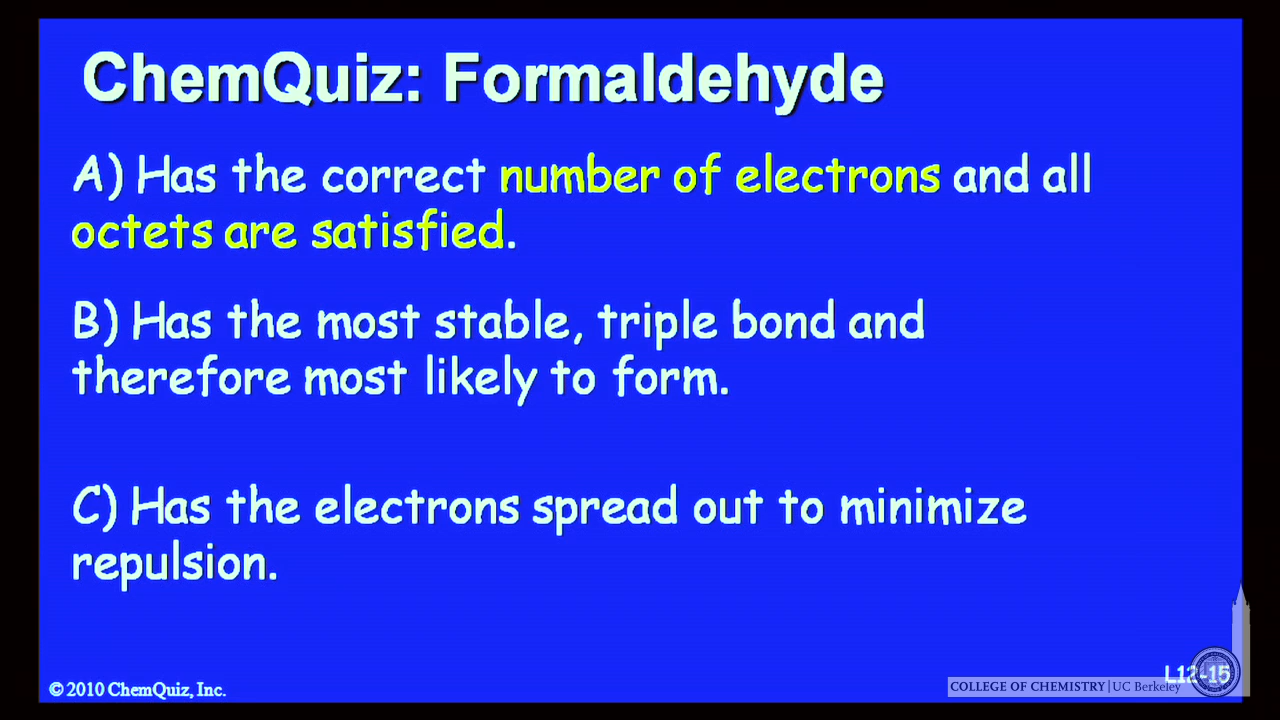 ChemQuiz: Formaldehyde
A) Has the correct number of electrons and all
octets are satisfied.
B) Has the most stable, triple bond and
therefore most likely to form.
C) Has the electrons spread out to minimize
repulsion.
L12-15
© 2010 ChemQuiz, Inc.
COLLEGE OF CHEMISTRY | UC Berkeley